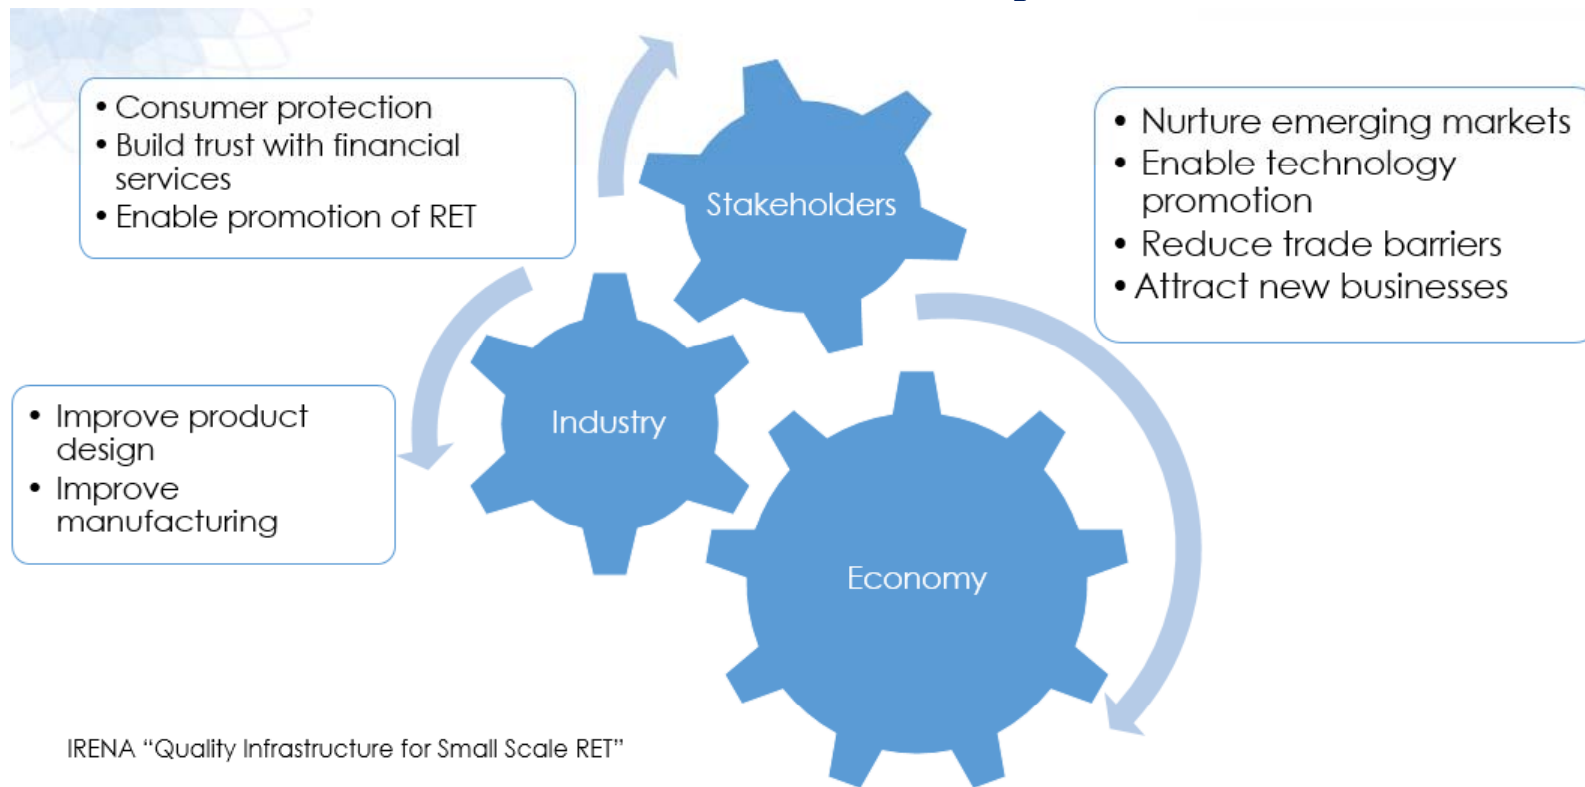 • Consumer protection
• Build trust with financial
services
• Enable promotion of RET
Stakeholders
• Nurture emerging markets
• Enable technology
promotion
• Reduce trade barriers
• Attract new businesses
• Improve product
design
• Improve
manufacturing
Industry
Economy
IRENA “Quality Infrastructure for Small Scale RET”